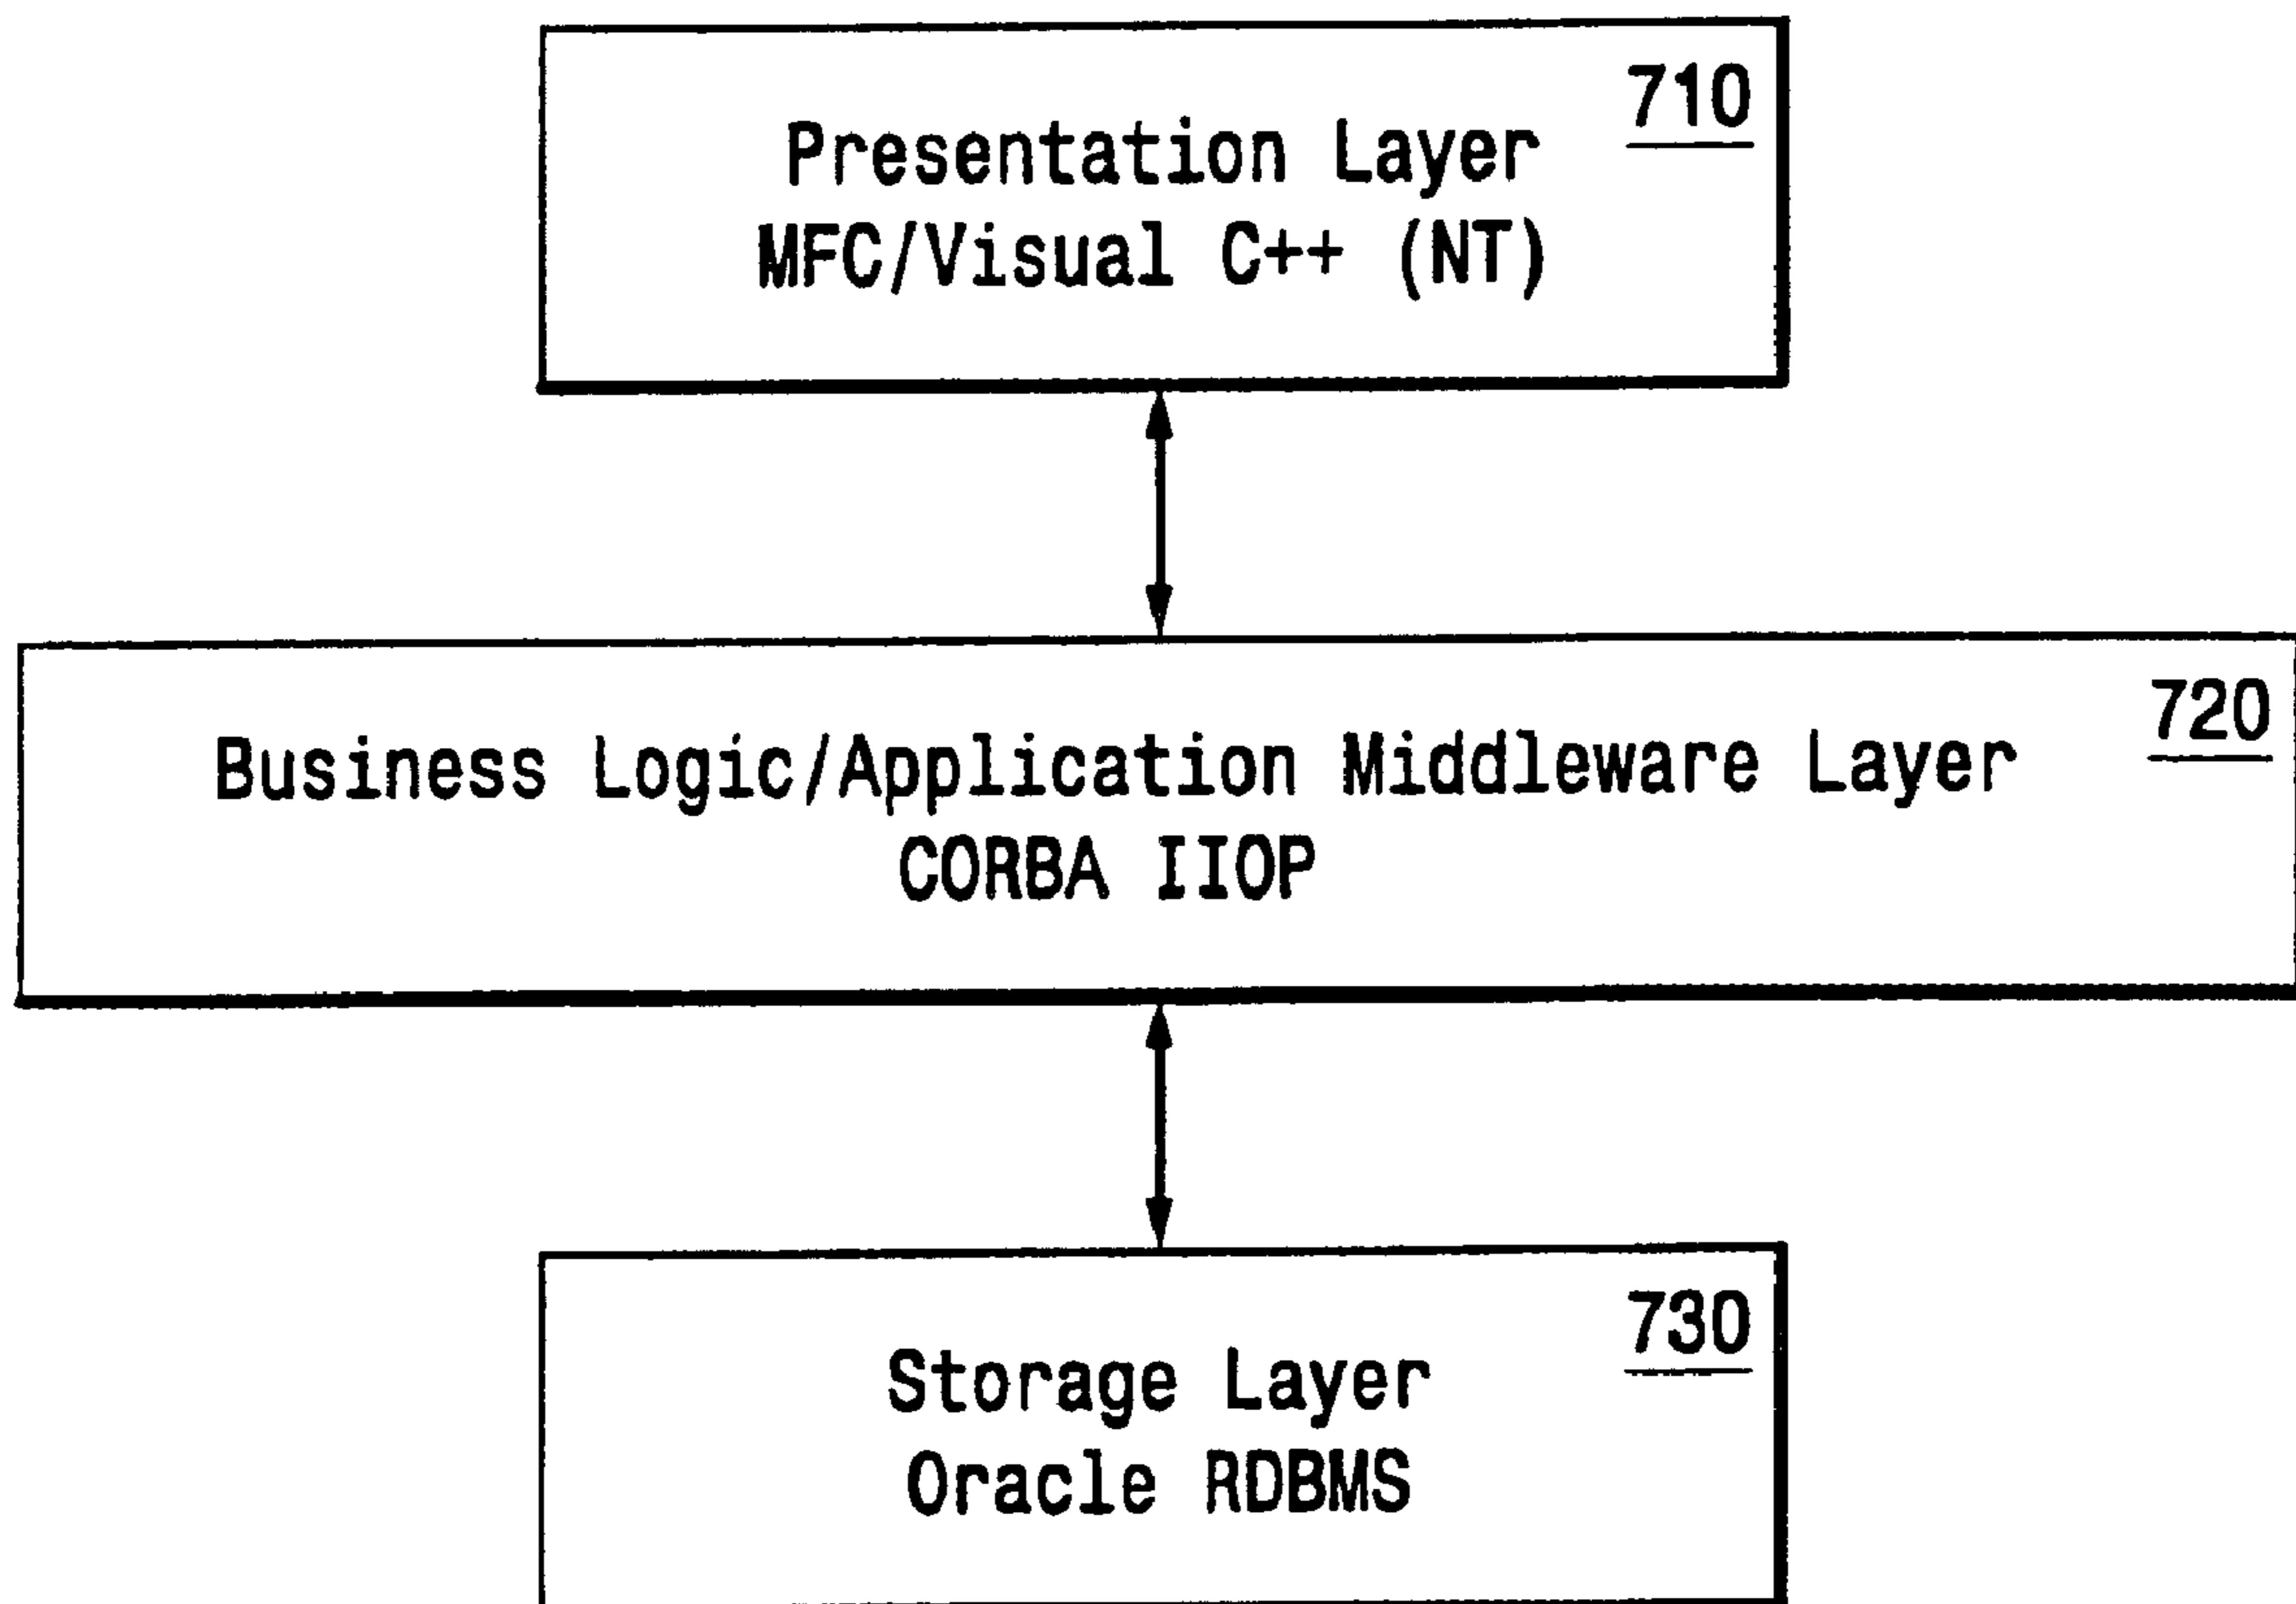 710
Presentation Layer
MFC/Visual C++ (NT)
720
Business Logic/Application Middleware Layer
CORBA IIOP
730
Storage Layer
Oracle RDBMS